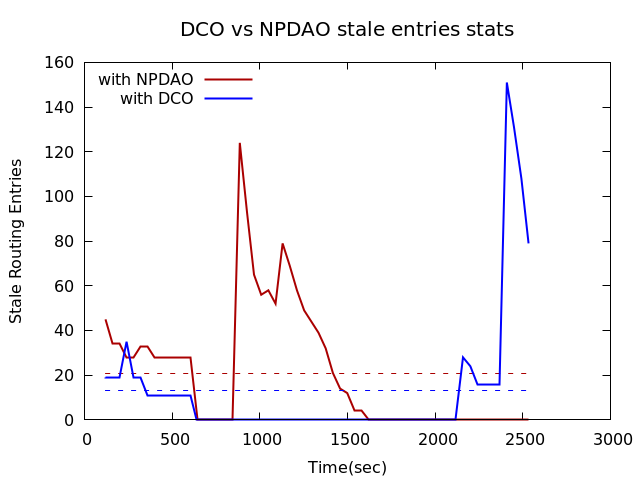 DCO vs NPDAO stale entries stats
with NPDAO
with DCO
Stale Routing Entries
160
140
120
100
80
60
40
20
0
0 500 1000 1500 2000 2500 3000
Time(sec)